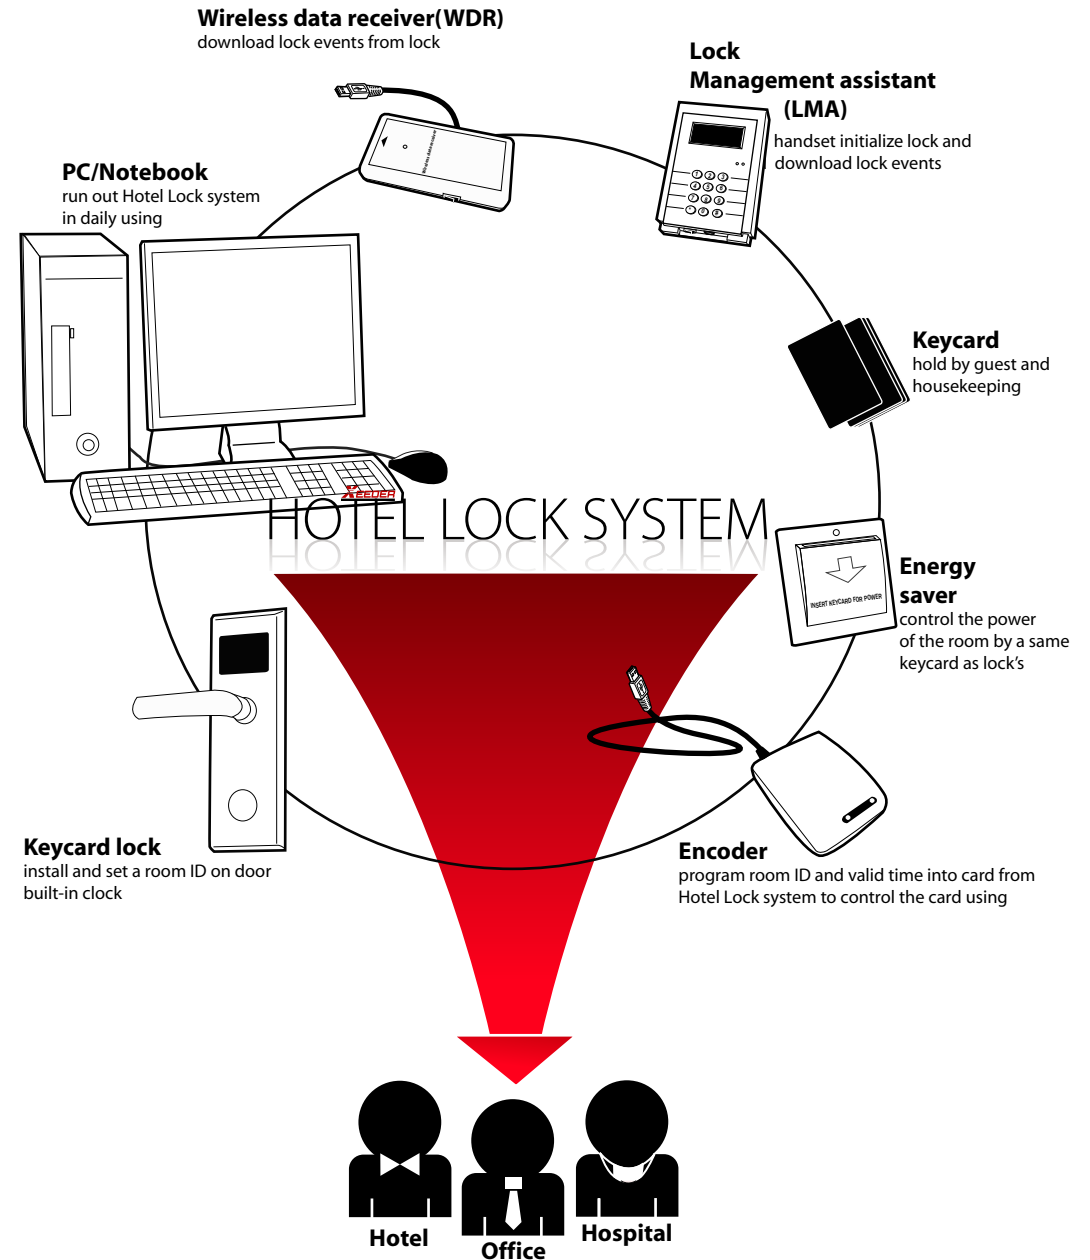 Wireless data receiver(WDR)
download lock events from lock
Lock
Management assistant
(LMA)
handset initialize lock and
download lock events
PC/Notebook
run out Hotel Lock system
in daily using
Keycard
hold by guest and
housekeeping
XEEDER
HOTEL LOCK SYSTEM
INSERT KEYCARD FOR POWER
Energy
saver
control the power
of the room by a same
keycard as lock's
Keycard lock
install and set a room ID on door
built-in clock
Encoder
program room ID and valid time into card from
Hotel Lock system to control the card using
Hotel
Office
Hospital